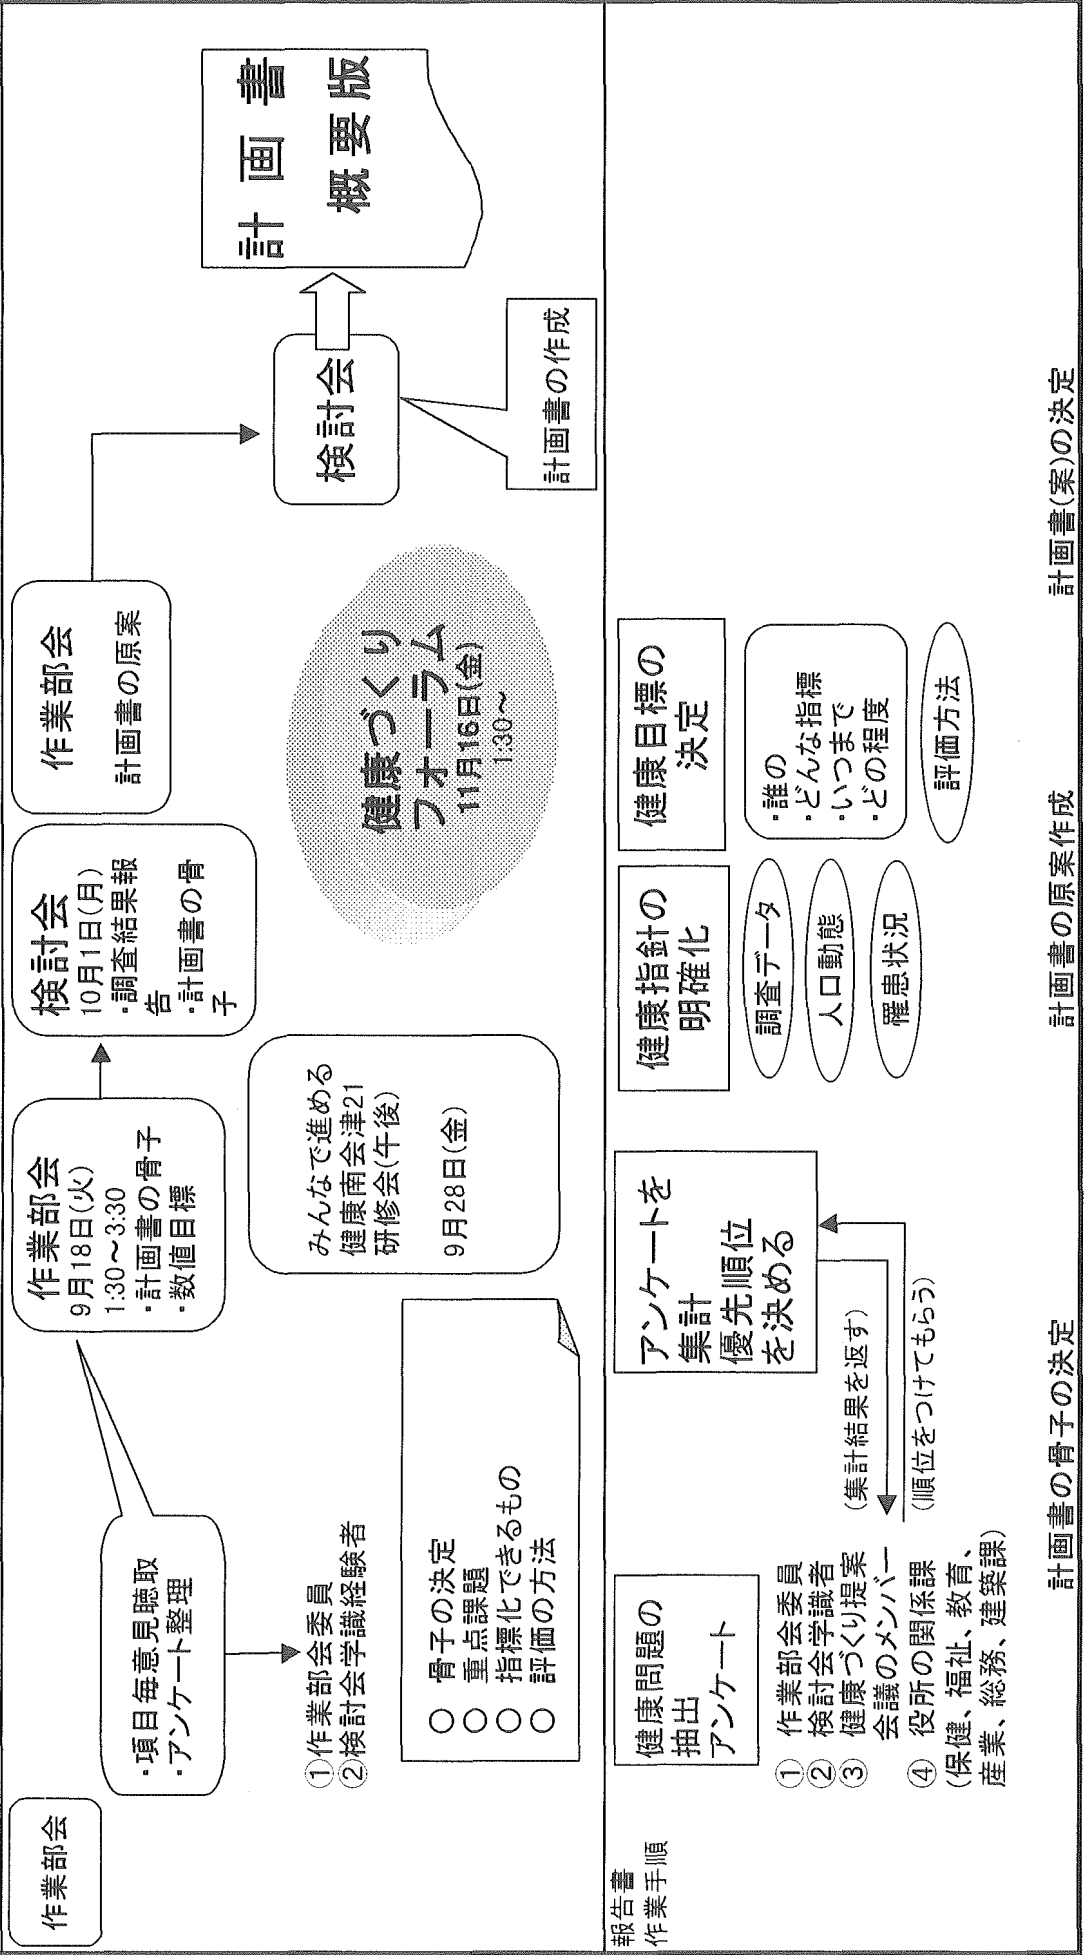 作業部会
・項目毎意見聴取
・アンケート整理
①作業部会委員
②検討会学識経験者
○ 骨子の決定
○ 重点課題
○ 指標化できるもの
○ 評価の方法
作業部会
9月18日(火)
1:30～3:30
・計画書の骨子
・数値目標
みんなで進める
健康南会津21
研修会(午後)
9月28日(金)
検討会
10月1日(月)
・調査結果報
告
・計画書の骨
子
作業部会
計画書の原案
健康づくり
フォーラム
11月16日(金)
1:30～
検討会
計画書の作成
計画書
概要版
報告書
作業手順
健康問題の
抽出
アンケート
① 作業部会委員
② 検討会学識者
③ 健康づくり提案
会議のメンバー
④ 役所の関係課
(保健、福祉、教育、
産業、総務、建築課)
(集計結果を返す)
(順位をつけてもらう)
アンケートを
集計
優先順位
を決める
健康指針の
明確化
調査データ
人口動態
罹患状況
健康目標の
決定
・誰の
・どんな指標
・いつまで
・どの程度
評価方法
計画書の骨子の決定
計画書の原案作成
計画書(案)の決定